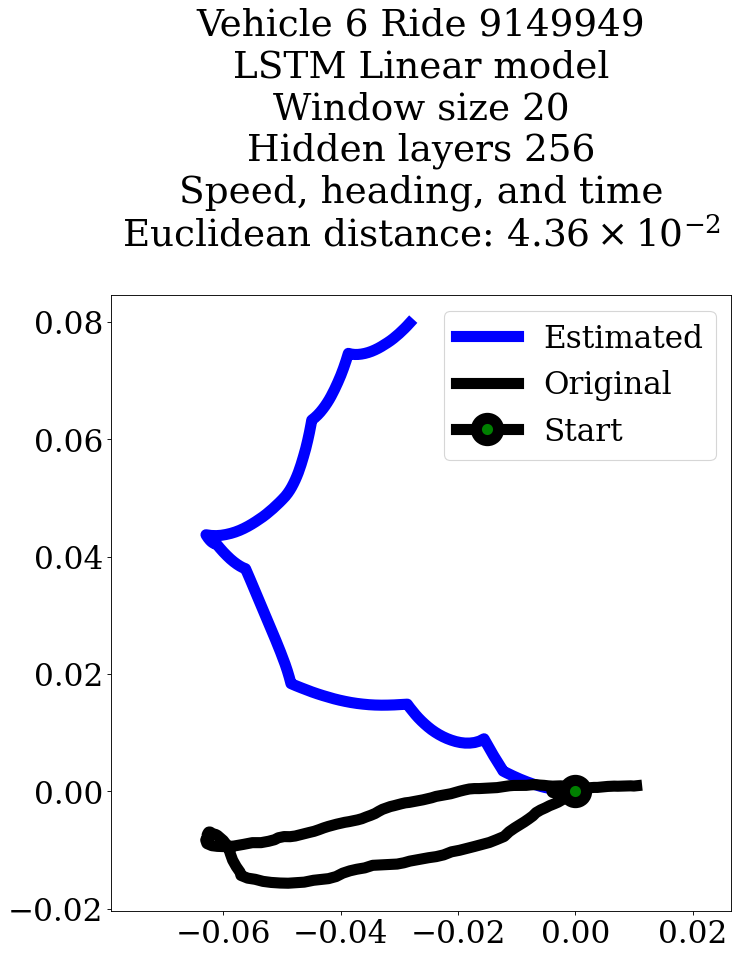 Vehicle 6 Ride 9149949
LSTM Linear model
Window size 20
Hidden layers 256
Speed, heading, and time
Euclidean distance: 4.36 × 10⁻²
Estimated
Original
Start
0.08
0.06
0.04
0.02
0.00
−0.02
−0.06 −0.04 −0.02 0.00 0.02